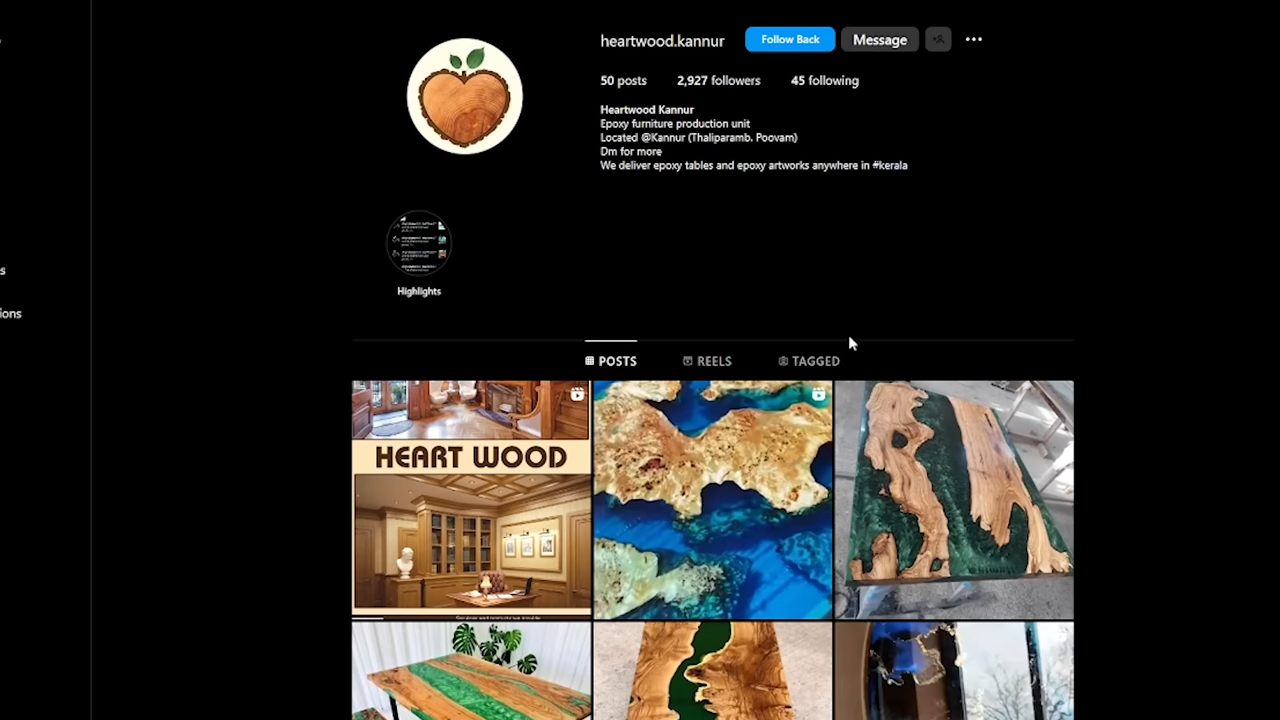 heartwood.kannur Follow Back Message
50 posts 2,927 followers 45 following
Heartwood Kannur
Epoxy furniture production unit
Located @Kannur (Thaliparamb, Poovam)
Dm for more
We deliver epoxy tables and epoxy artworks anywhere in #kerala
s
Highlights
ions
POSTS REELS TAGGED
HEART WOOD